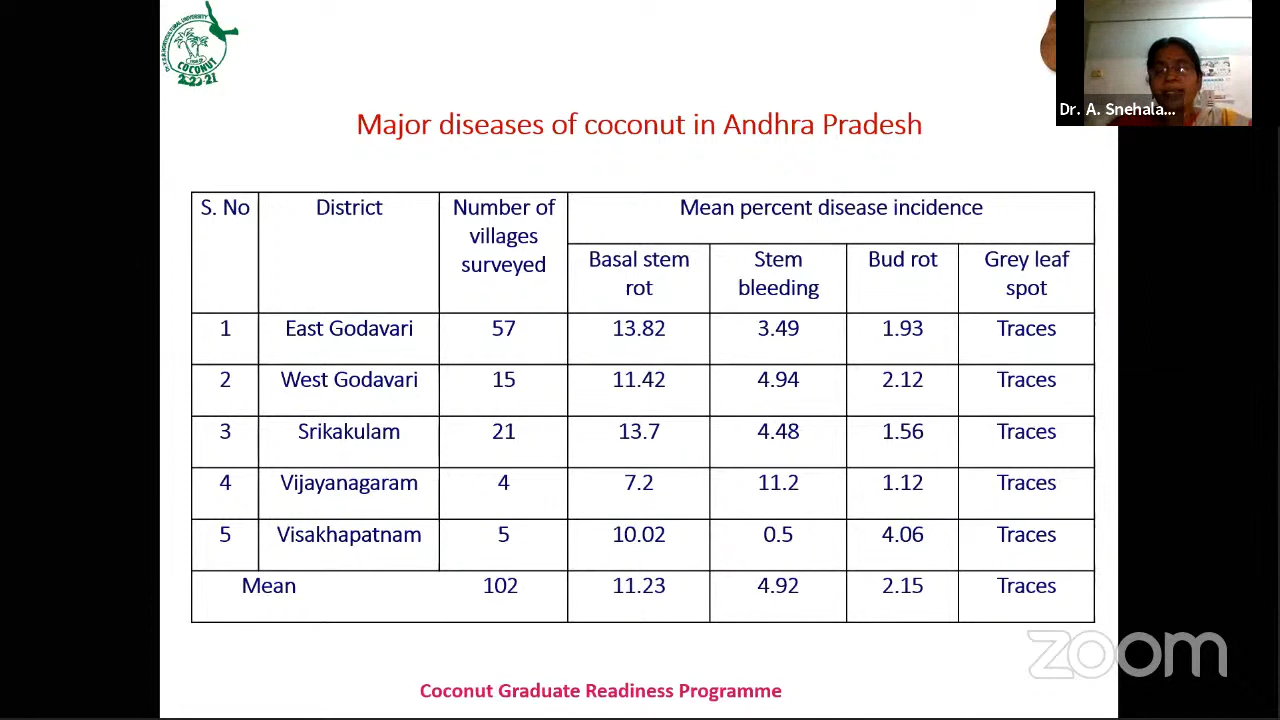 COCONUT
2020-21
Dr. A. Snehala...
Major diseases of coconut in Andhra Pradesh
S. No District Number of villages surveyed Mean percent disease incidence
Basal stem rot Stem bleeding Bud rot Grey leaf spot
1 East Godavari 57 13.82 3.49 1.93 Traces
2 West Godavari 15 11.42 4.94 2.12 Traces
3 Srikakulam 21 13.7 4.48 1.56 Traces
4 Vijayanagaram 4 7.2 11.2 1.12 Traces
5 Visakhapatnam 5 10.02 0.5 4.06 Traces
Mean 102 11.23 4.92 2.15 Traces
zoom
Coconut Graduate Readiness Programme